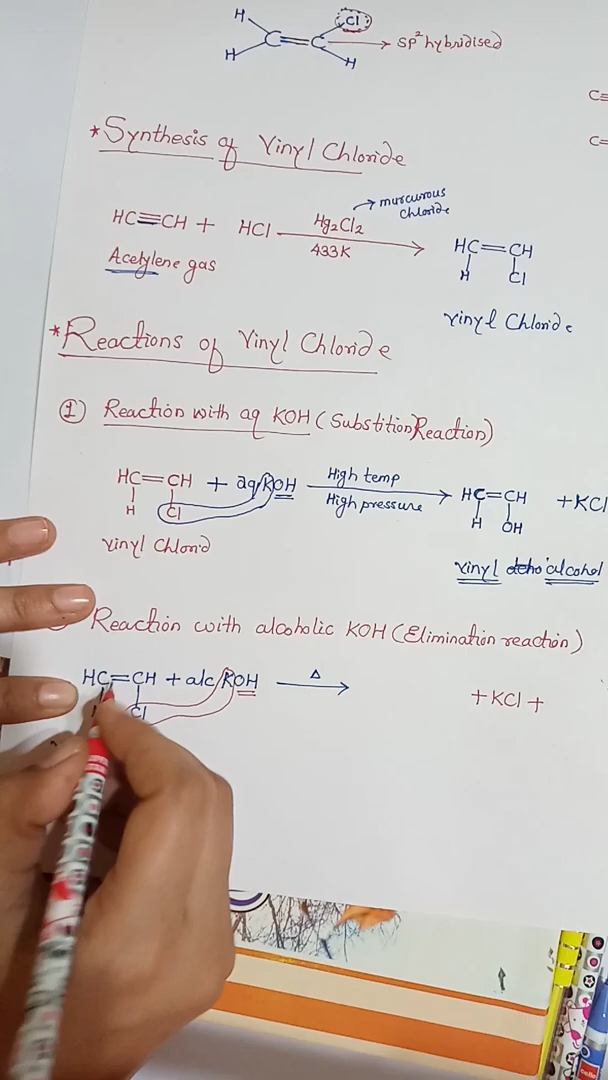 H Cl
C=C → sp² hybridised
H H
C≡
C=
*Synthesis of Vinyl Chloride
HC≡CH + HCl Hg₂Cl₂ → murcurous chloride
433K
HC=CH
H Cl
Acetylene gas
vinyl Chloride
*Reactions of Vinyl Chloride
① Reaction with aq KOH (Substition Reaction)
HC=CH + aq/KOH High temp → HC=CH + KCl
High pressure
H Cl H OH
vinyl Chlorid
vinyl alcohol
Reaction with alcoholic KOH (Elimination reaction)
HC=CH + alc/KOH Δ → + KCl +
Cl